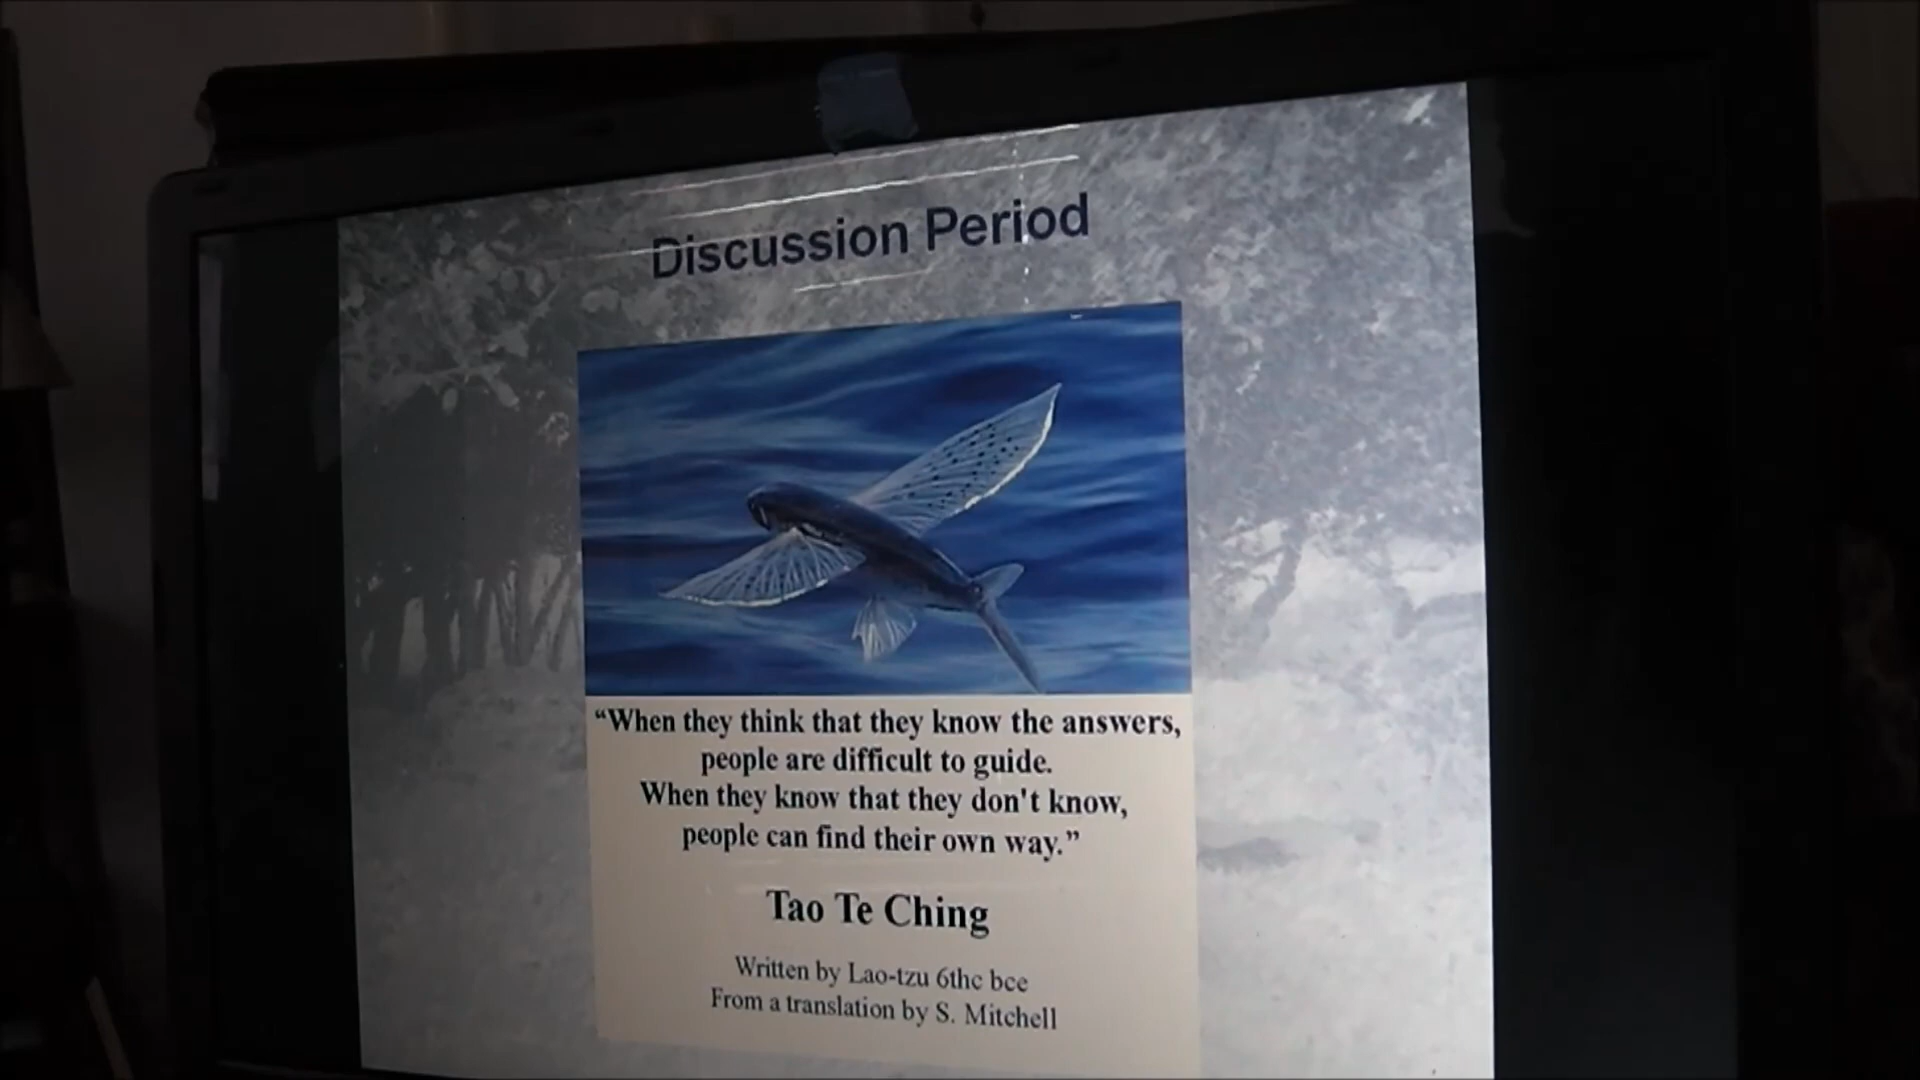 Discussion Period
“When they think that they know the answers,
people are difficult to guide.
When they know that they don't know,
people can find their own way.”
Tao Te Ching
Written by Lao-tzu 6thc bce
From a translation by S. Mitchell